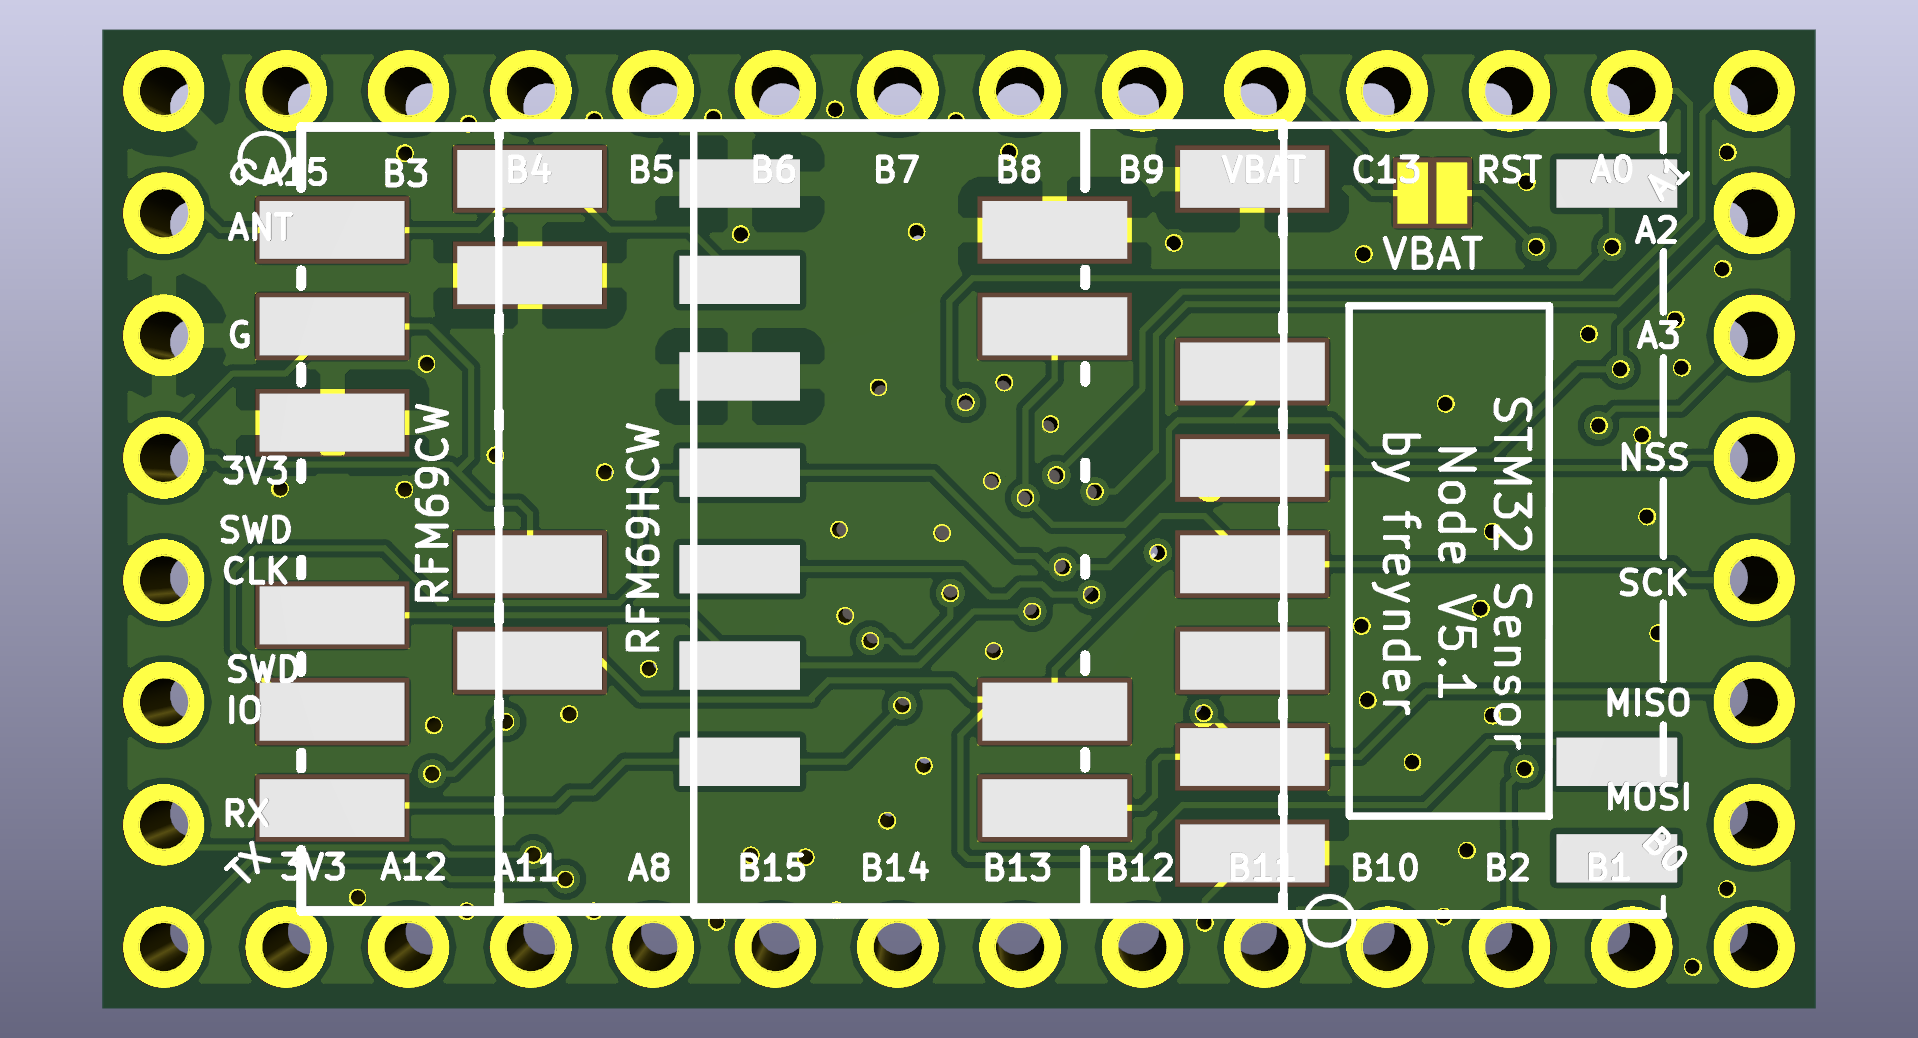 A15 B3 B4 B5 B6 B7 B8 B9 VBAT C13 RST A0 A1
ANT
A2
VBAT
G
A3
3V3
NSS
SWD
CLK
SCK
SWD
IO
MISO
RX
MOSI
TX 3V3 A12 A11 A8 B15 B14 B13 B12 B11 B10 B2 B1 B0
RFM69CW
RFM69HCW
STM32 Sensor
Node V5.1
by freynder